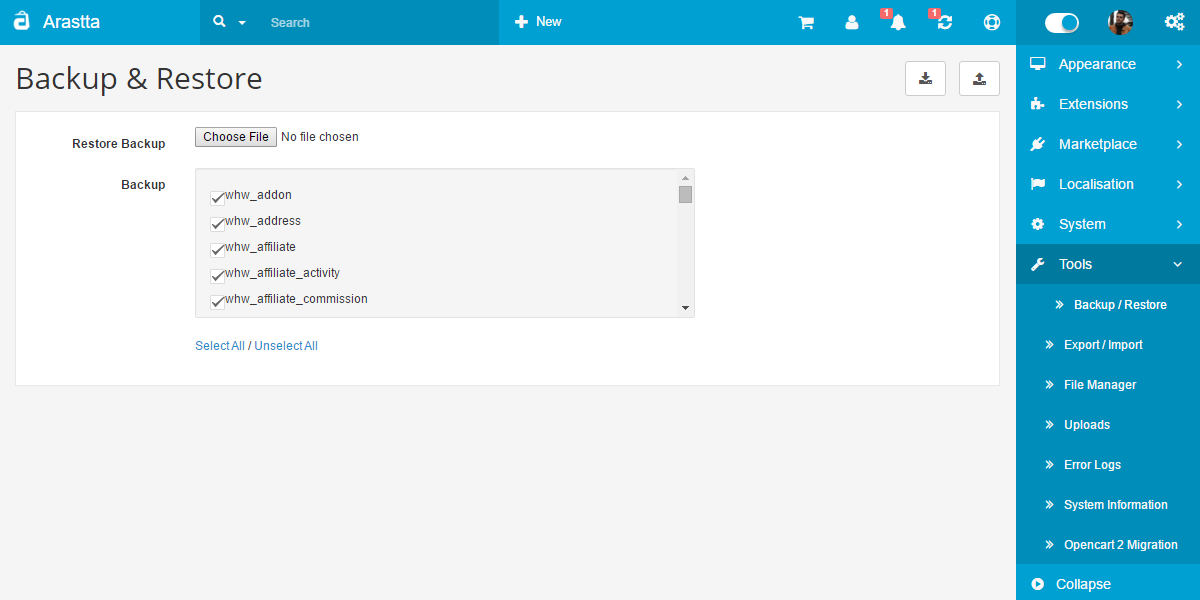 Arastta
Search
New
1
1
Backup & Restore
Restore Backup
Choose File No file chosen
Backup
whw_addon
whw_address
whw_affiliate
whw_affiliate_activity
whw_affiliate_commission
Select All / Unselect All
Appearance
Extensions
Marketplace
Localisation
System
Tools
Backup / Restore
Export / Import
File Manager
Uploads
Error Logs
System Information
Opencart 2 Migration
Collapse